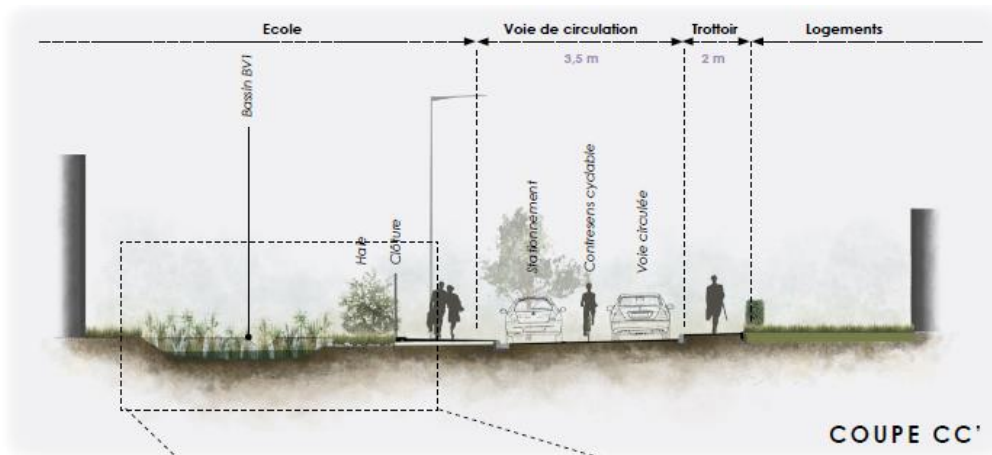 Ecole
Voie de circulation
Trottoir
Logements
3,5 m
2 m
Bassin BV1
Haie
Clôture
Stationnement
Contresens cyclable
Voie circulée
COUPE CC'